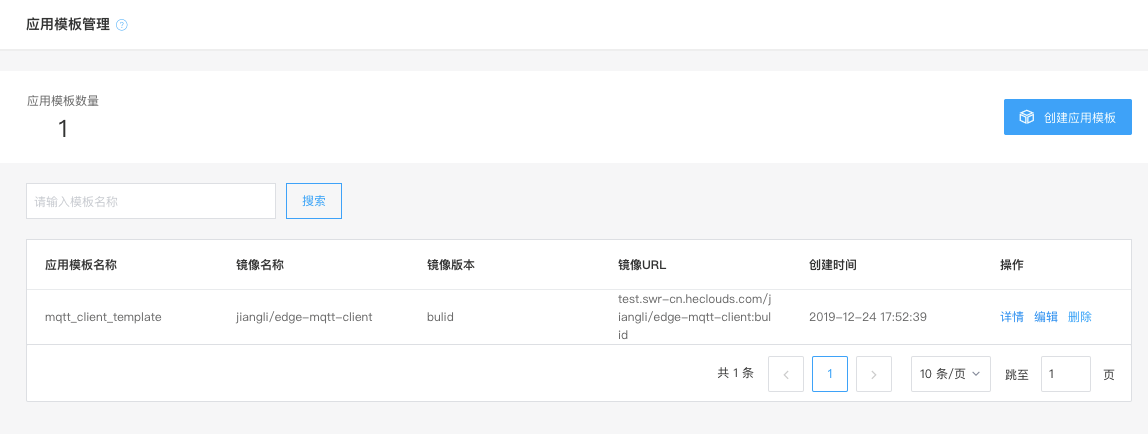 应用模板管理 ?
应用模板数量
1
创建应用模板
请输入模板名称 搜索
应用模板名称 镜像名称 镜像版本 镜像URL 创建时间 操作
mqtt_client_template jiangli/edge-mqtt-client bulid test.swr-cn.heclouds.com/j
iangli/edge-mqtt-client:bul
id 2019-12-24 17:52:39 详情 编辑 删除
共 1 条 < 1 > 10 条/页 跳至 1 页